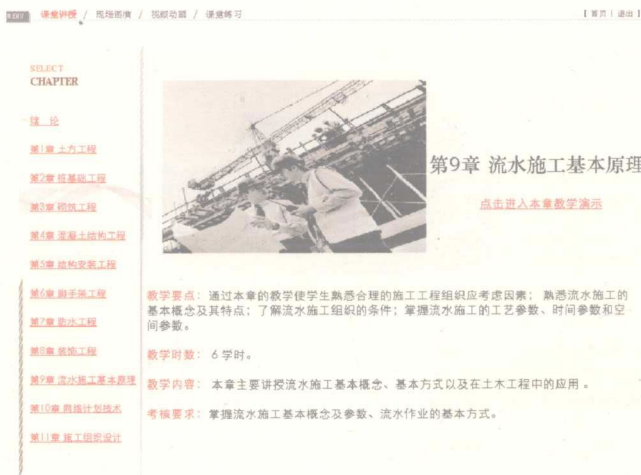 课堂讲授 / 现场图演 / 视频动画 / 课堂练习
[ 首页 | 退出 ]
SELECT
CHAPTER
理 论
第1章 土方工程
第2章 桩基础工程
第3章 砌筑工程
第4章 混凝土结构工程
第5章 结构安装工程
第6章 脚手架工程
第7章 防水工程
第8章 装饰工程
第9章 流水施工基本原理
第10章 网络计划技术
第11章 施工组织设计
第9章 流水施工基本原理
点击进入本章教学演示
教学要点: 通过本章的教学使学生熟悉合理的施工工程组织应考虑因素; 熟悉流水施工的
基本概念及其特点; 了解流水施工组织的条件; 掌握流水施工的工艺参数、时间参数和空
间参数。
教学时数: 6 学时。
教学内容: 本章主要讲授流水施工基本概念、基本方式以及在土木工程中的应用 。
考核要求: 掌握流水施工基本概念及参数、流水作业的基本方式。